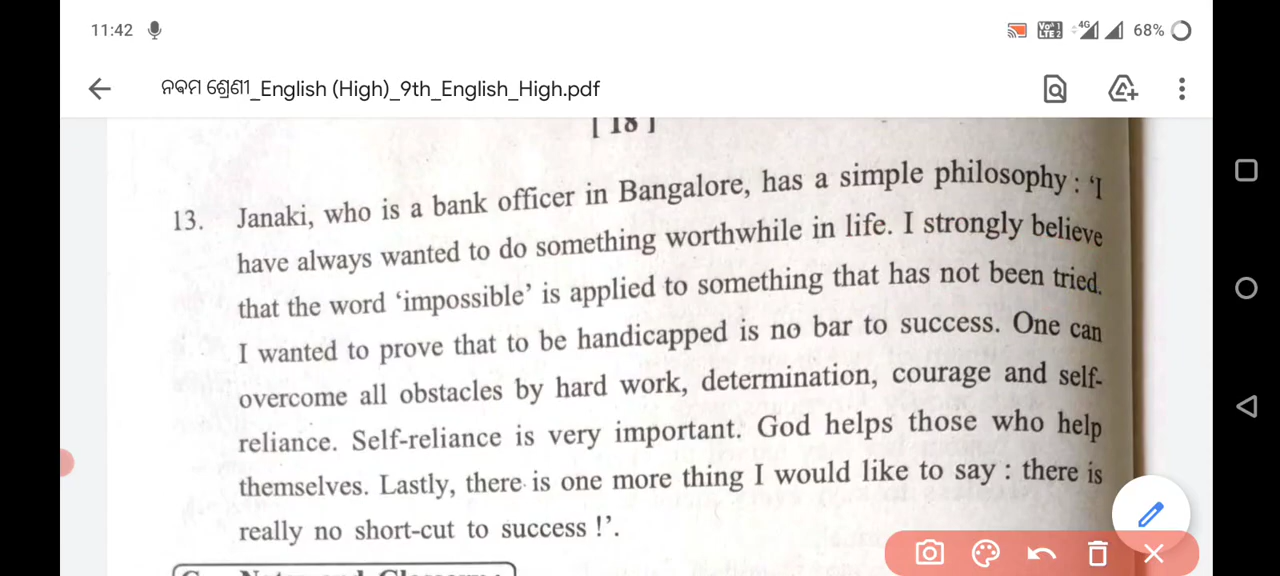 11:42 Vo1 LTE2 4G 68%
ନଵମ ଶ୍ରେଣୀ_English (High)_9th_English_High.pdf
[ 18 ]
13. Janaki, who is a bank officer in Bangalore, has a simple philosophy : ‘I
have always wanted to do something worthwhile in life. I strongly believe
that the word ‘impossible’ is applied to something that has not been tried.
I wanted to prove that to be handicapped is no bar to success. One can
overcome all obstacles by hard work, determination, courage and self-
reliance. Self-reliance is very important. God helps those who help
themselves. Lastly, there is one more thing I would like to say : there is
really no short-cut to success !’.